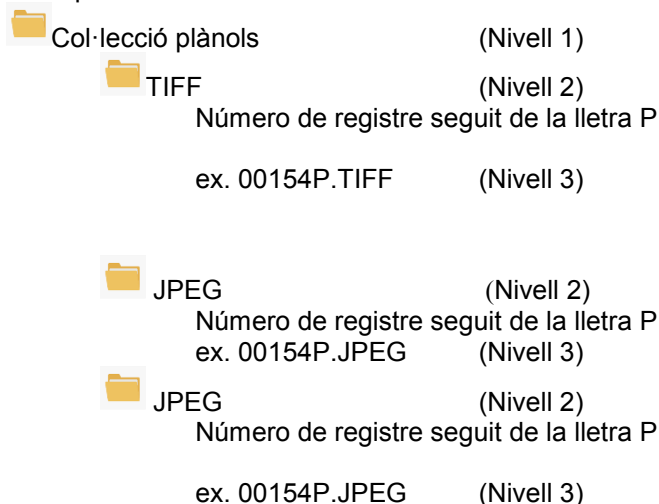 Col·lecció plànols (Nivell 1)
TIFF (Nivell 2)
Número de registre seguit de la lletra P
ex. 00154P.TIFF (Nivell 3)
JPEG (Nivell 2)
Número de registre seguit de la lletra P
ex. 00154P.JPEG (Nivell 3)
JPEG (Nivell 2)
Número de registre seguit de la lletra P
ex. 00154P.JPEG (Nivell 3)